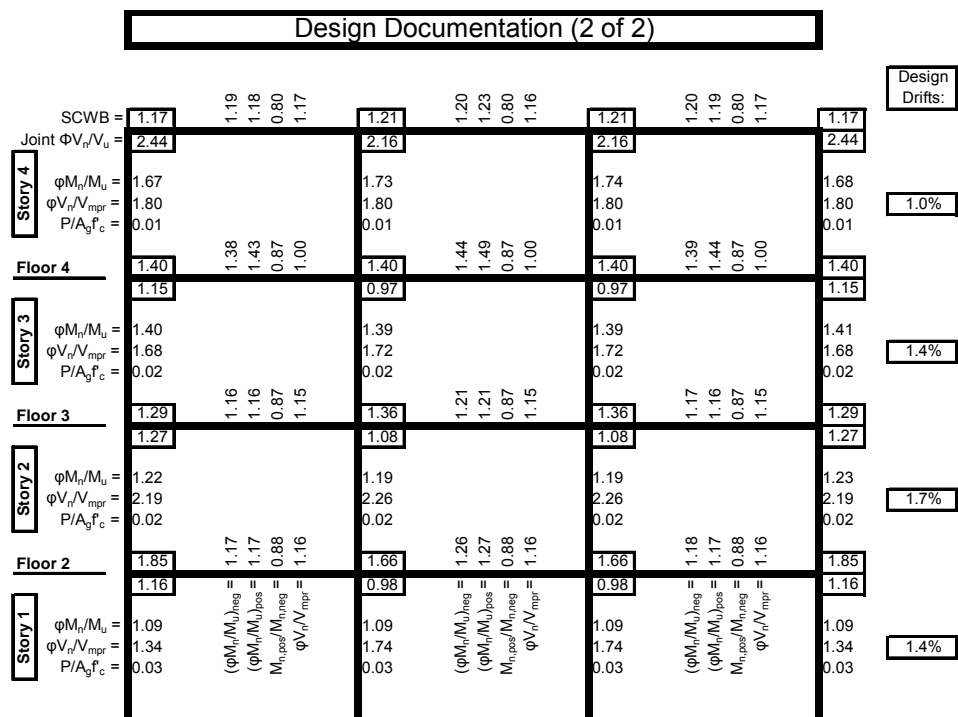 Design Documentation (2 of 2)
Design
Drifts:
1.19 1.18 0.80 1.17 1.20 1.23 0.80 1.16 1.20 1.19 0.80 1.17
SCWB = 1.17 1.21 1.21 1.17
Joint ΦVn/Vu = 2.44 2.16 2.16 2.44
Story 4
φMn/Mu = 1.67 1.73 1.74 1.68
φVn/Vmpr = 1.80 1.80 1.80 1.80 1.0%
P/Agf'c = 0.01 0.01 0.01 0.01
1.38 1.43 0.87 1.00 1.44 1.49 0.87 1.00 1.39 1.44 0.87 1.00
Floor 4 1.40 1.40 1.40 1.40
1.15 0.97 0.97 1.15
Story 3
φMn/Mu = 1.40 1.39 1.39 1.41
φVn/Vmpr = 1.68 1.72 1.72 1.68 1.4%
P/Agf'c = 0.02 0.02 0.02 0.02
1.16 1.16 0.87 1.15 1.21 1.21 0.87 1.15 1.17 1.16 0.87 1.15
Floor 3 1.29 1.36 1.36 1.29
1.27 1.08 1.08 1.27
Story 2
φMn/Mu = 1.22 1.19 1.19 1.23
φVn/Vmpr = 2.19 2.26 2.26 2.19 1.7%
P/Agf'c = 0.02 0.02 0.02 0.02
Floor 2 1.85 1.66 1.66 1.85
1.16 0.98 0.98 1.16
(φMn/Mu)neg = 1.17
(φMn/Mu)pos = 1.17
Mn,pos/Mn,neg = 0.88
φVn/Vmpr = 1.16
(φMn/Mu)neg = 1.26
(φMn/Mu)pos = 1.27
Mn,pos/Mn,neg = 0.88
φVn/Vmpr = 1.16
(φMn/Mu)neg = 1.18
(φMn/Mu)pos = 1.17
Mn,pos/Mn,neg = 0.88
φVn/Vmpr = 1.16
Story 1
φMn/Mu = 1.09 1.09 1.09 1.09
φVn/Vmpr = 1.34 1.74 1.74 1.34 1.4%
P/Agf'c = 0.03 0.03 0.03 0.03